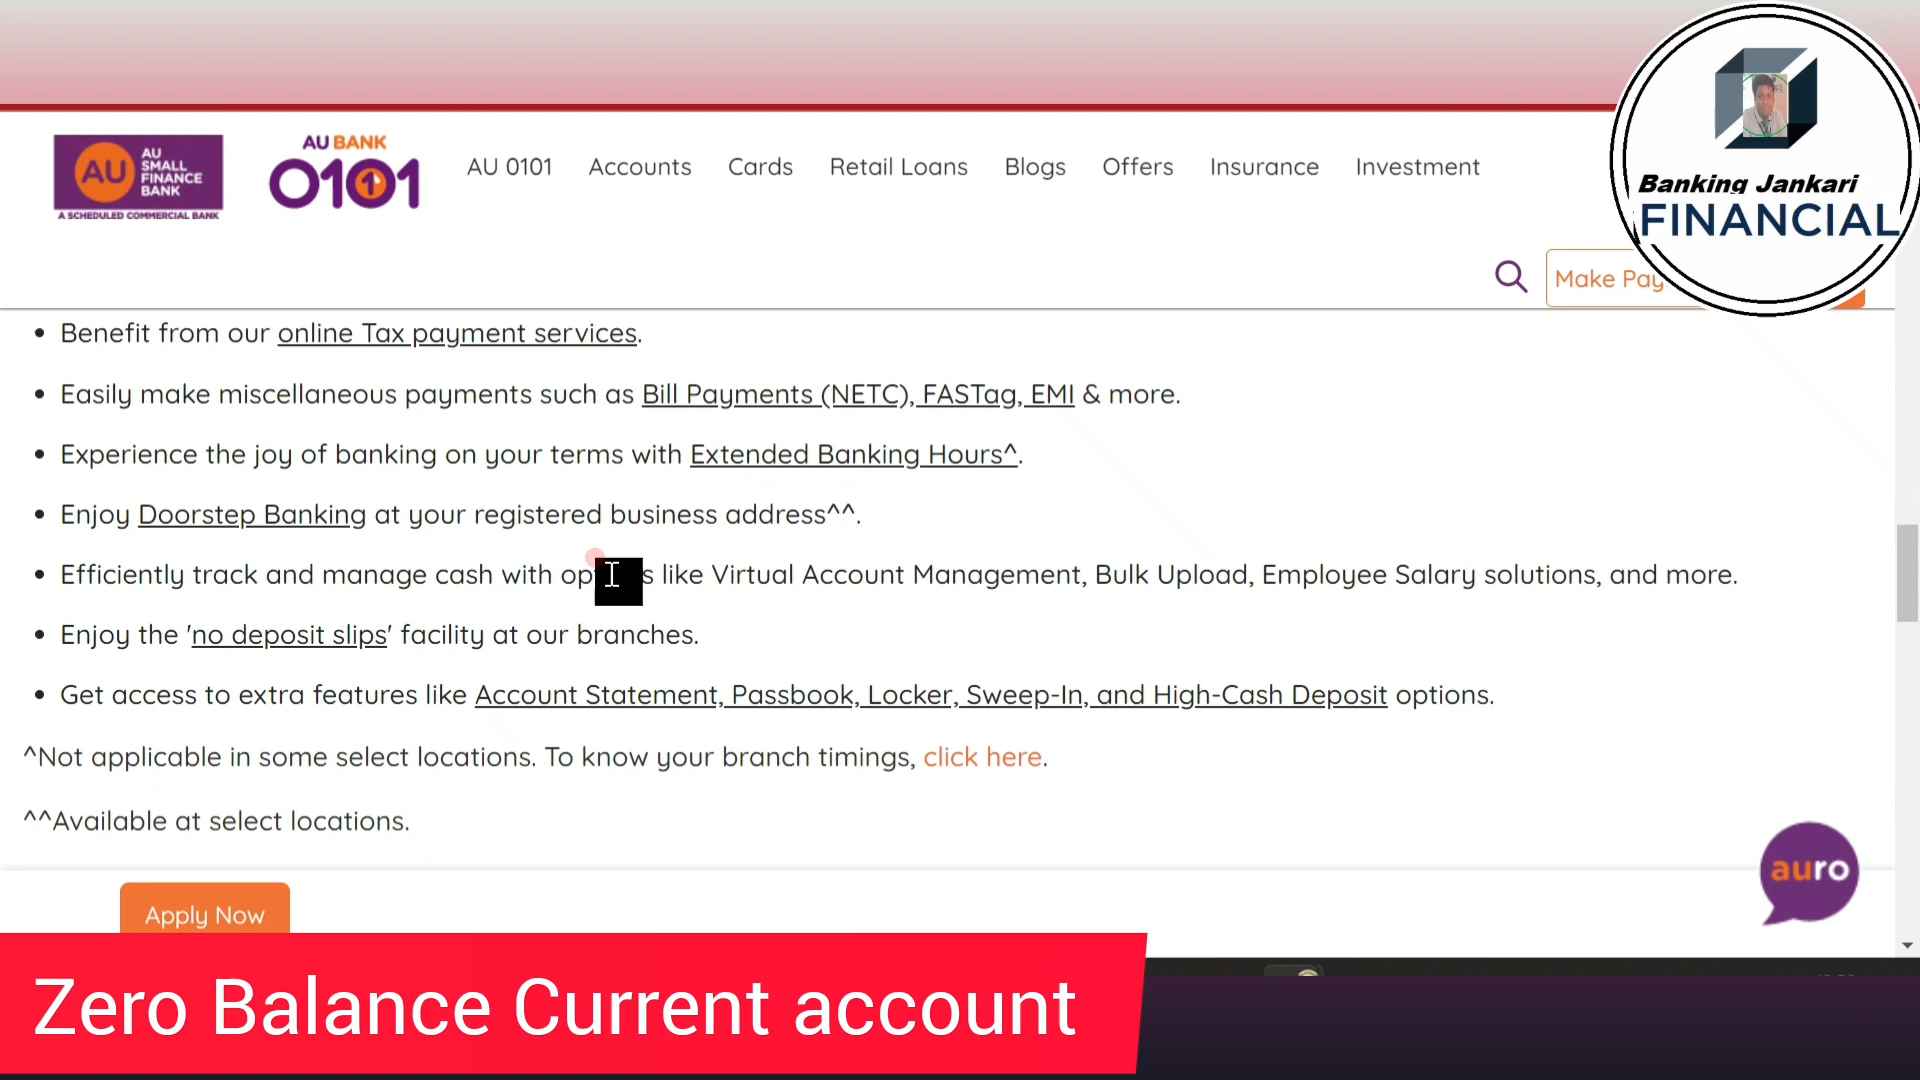 AU
AU
SMALL
FINANCE
BANK
A SCHEDULED COMMERCIAL BANK
AU BANK
0101
AU 0101 Accounts Cards Retail Loans Blogs Offers Insurance Investment
Banking Jankari
FINANCIAL
Make
• Benefit from our online Tax payment services.
• Easily make miscellaneous payments such as Bill Payments (NETC), FASTag, EMI & more.
• Experience the joy of banking on your terms with Extended Banking Hours^.
• Enjoy Doorstep Banking at your registered business address^^.
• Efficiently track and manage cash with like Virtual Account Management, Bulk Upload, Employee Salary solutions, and more.
• Enjoy the 'no deposit slips' facility at our branches.
• Get access to extra features like Account Statement, Passbook, Locker, Sweep-In, and High-Cash Deposit options.
^Not applicable in some select locations. To know your branch timings, click here.
^^Available at select locations.
auro
Apply Now
Zero Balance Current account